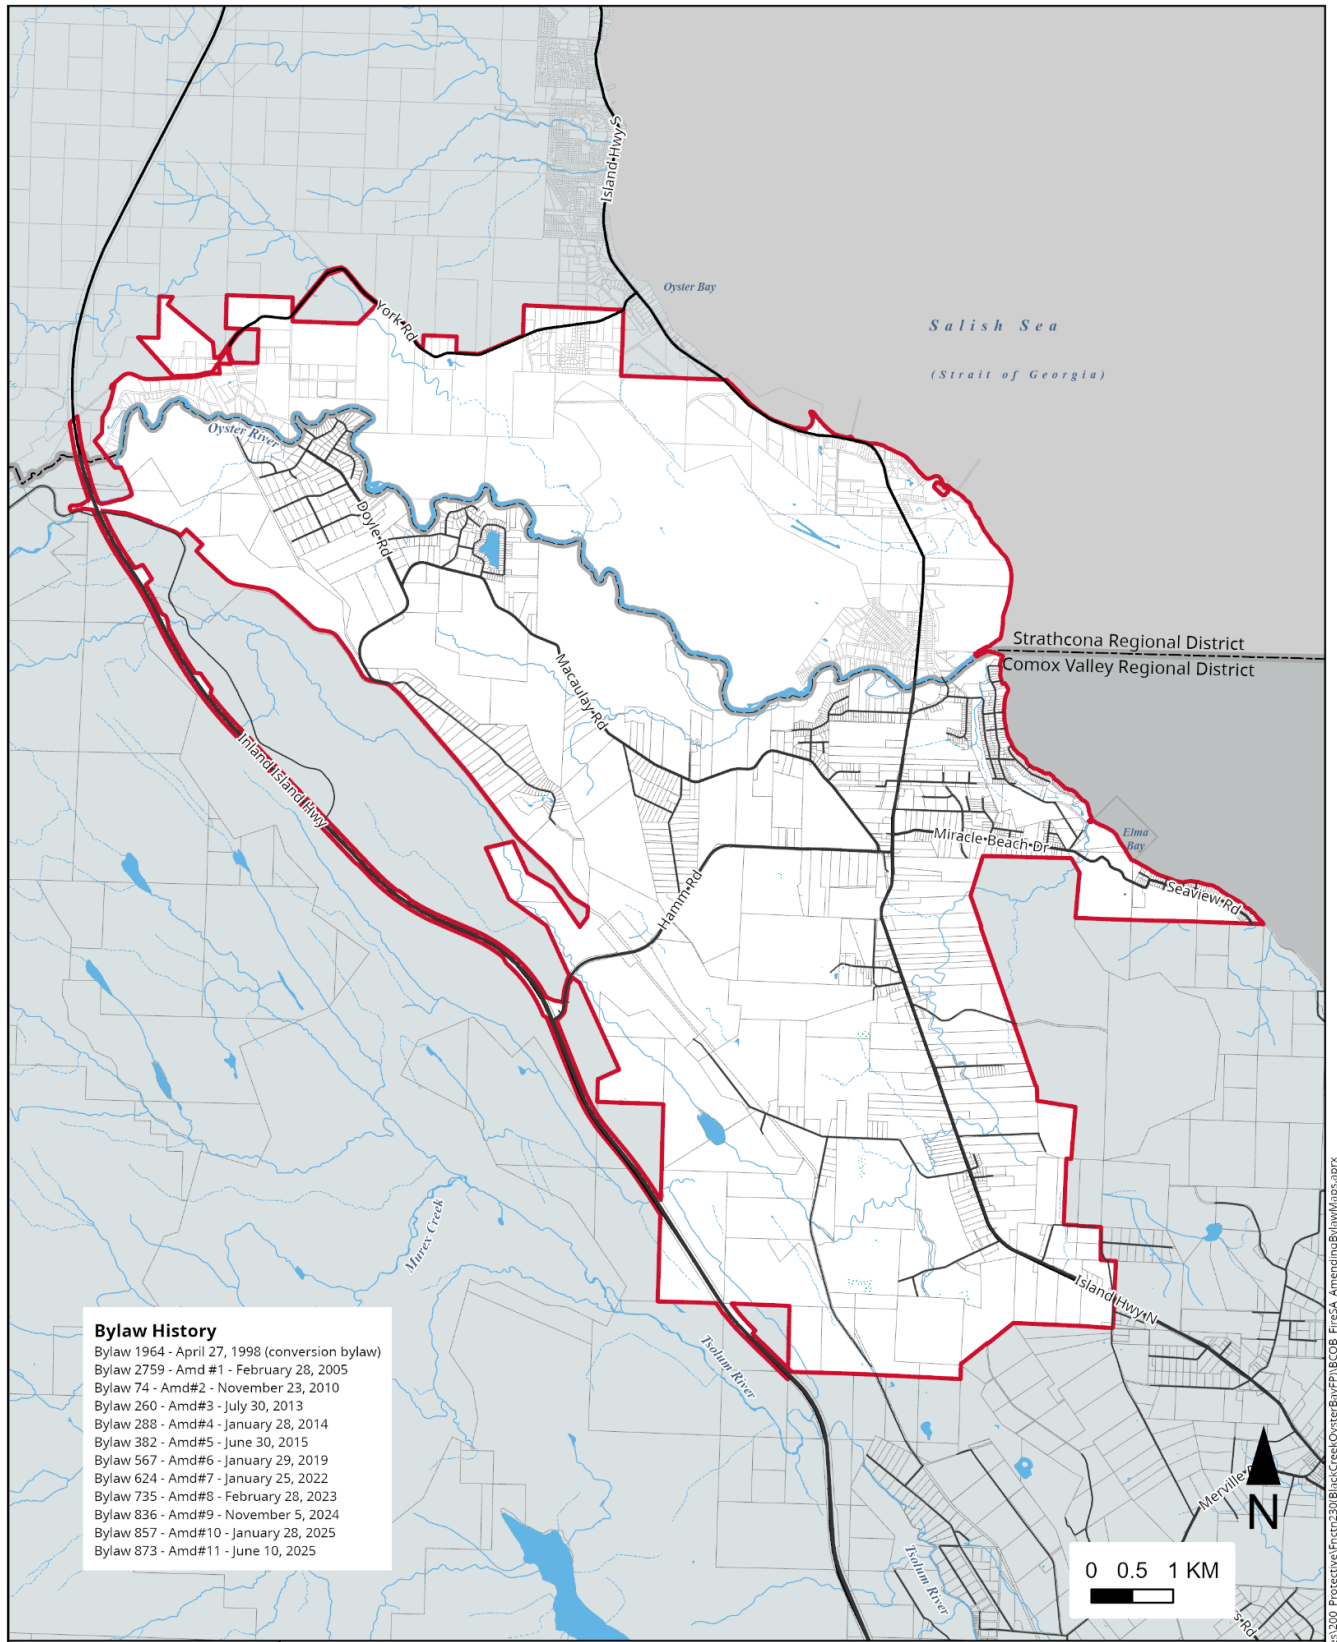 Island Hwy S
Oyster Bay
Salish Sea
(Strait of Georgia)
York Rd
Oyster River
Doyle Rd
Strathcona Regional District
Comox Valley Regional District
Macaulay Rd
Inland Island Hwy
Elma
Bay
Miracle Beach Dr
Seaview Rd
Hamm Rd
Murex Creek
Island Hwy N
Tsolum River
Bylaw History
Bylaw 1964 - April 27, 1998 (conversion bylaw)
Bylaw 2759 - Amd #1 - February 28, 2005
Bylaw 74 - Amd#2 - November 23, 2010
Bylaw 260 - Amd#3 - July 30, 2013
Bylaw 288 - Amd#4 - January 28, 2014
Bylaw 382 - Amd#5 - June 30, 2015
Bylaw 567 - Amd#6 - January 29, 2019
Bylaw 624 - Amd#7 - January 25, 2022
Bylaw 735 - Amd#8 - February 28, 2023
Bylaw 836 - Amd#9 - November 5, 2024
Bylaw 857 - Amd#10 - January 28, 2025
Bylaw 873 - Amd#11 - June 10, 2025
Merville
N
Tsolum River
0 0.5 1 KM
s Rd
200_Protective\Fnctn230(BlackCreekOysterBayFP)\BCOB_FireSA_AmendingBylawMaps.aprx